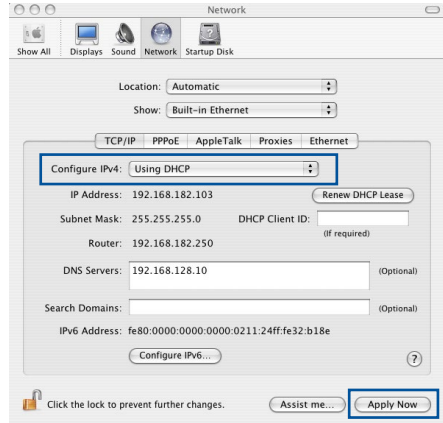 Network
Show All Displays Sound Network Startup Disk
Location: Automatic
Show: Built-in Ethernet
TCP/IP PPPoE AppleTalk Proxies Ethernet
Configure IPv4: Using DHCP
IP Address: 192.168.182.103 Renew DHCP Lease
Subnet Mask: 255.255.255.0 DHCP Client ID:
(If required)
Router: 192.168.182.250
DNS Servers: 192.168.128.10 (Optional)
Search Domains: (Optional)
IPv6 Address: fe80:0000:0000:0000:0211:24ff:fe32:b18e
Configure IPv6... ?
Click the lock to prevent further changes. Assist me... Apply Now